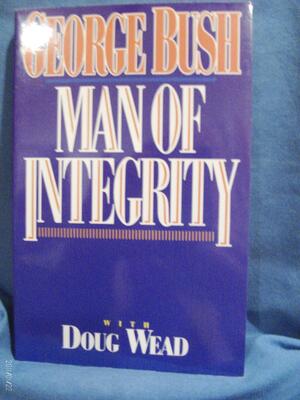 GEORGE BUSH
MAN OF
INTEGRITY
WITH
DOUG WEAD